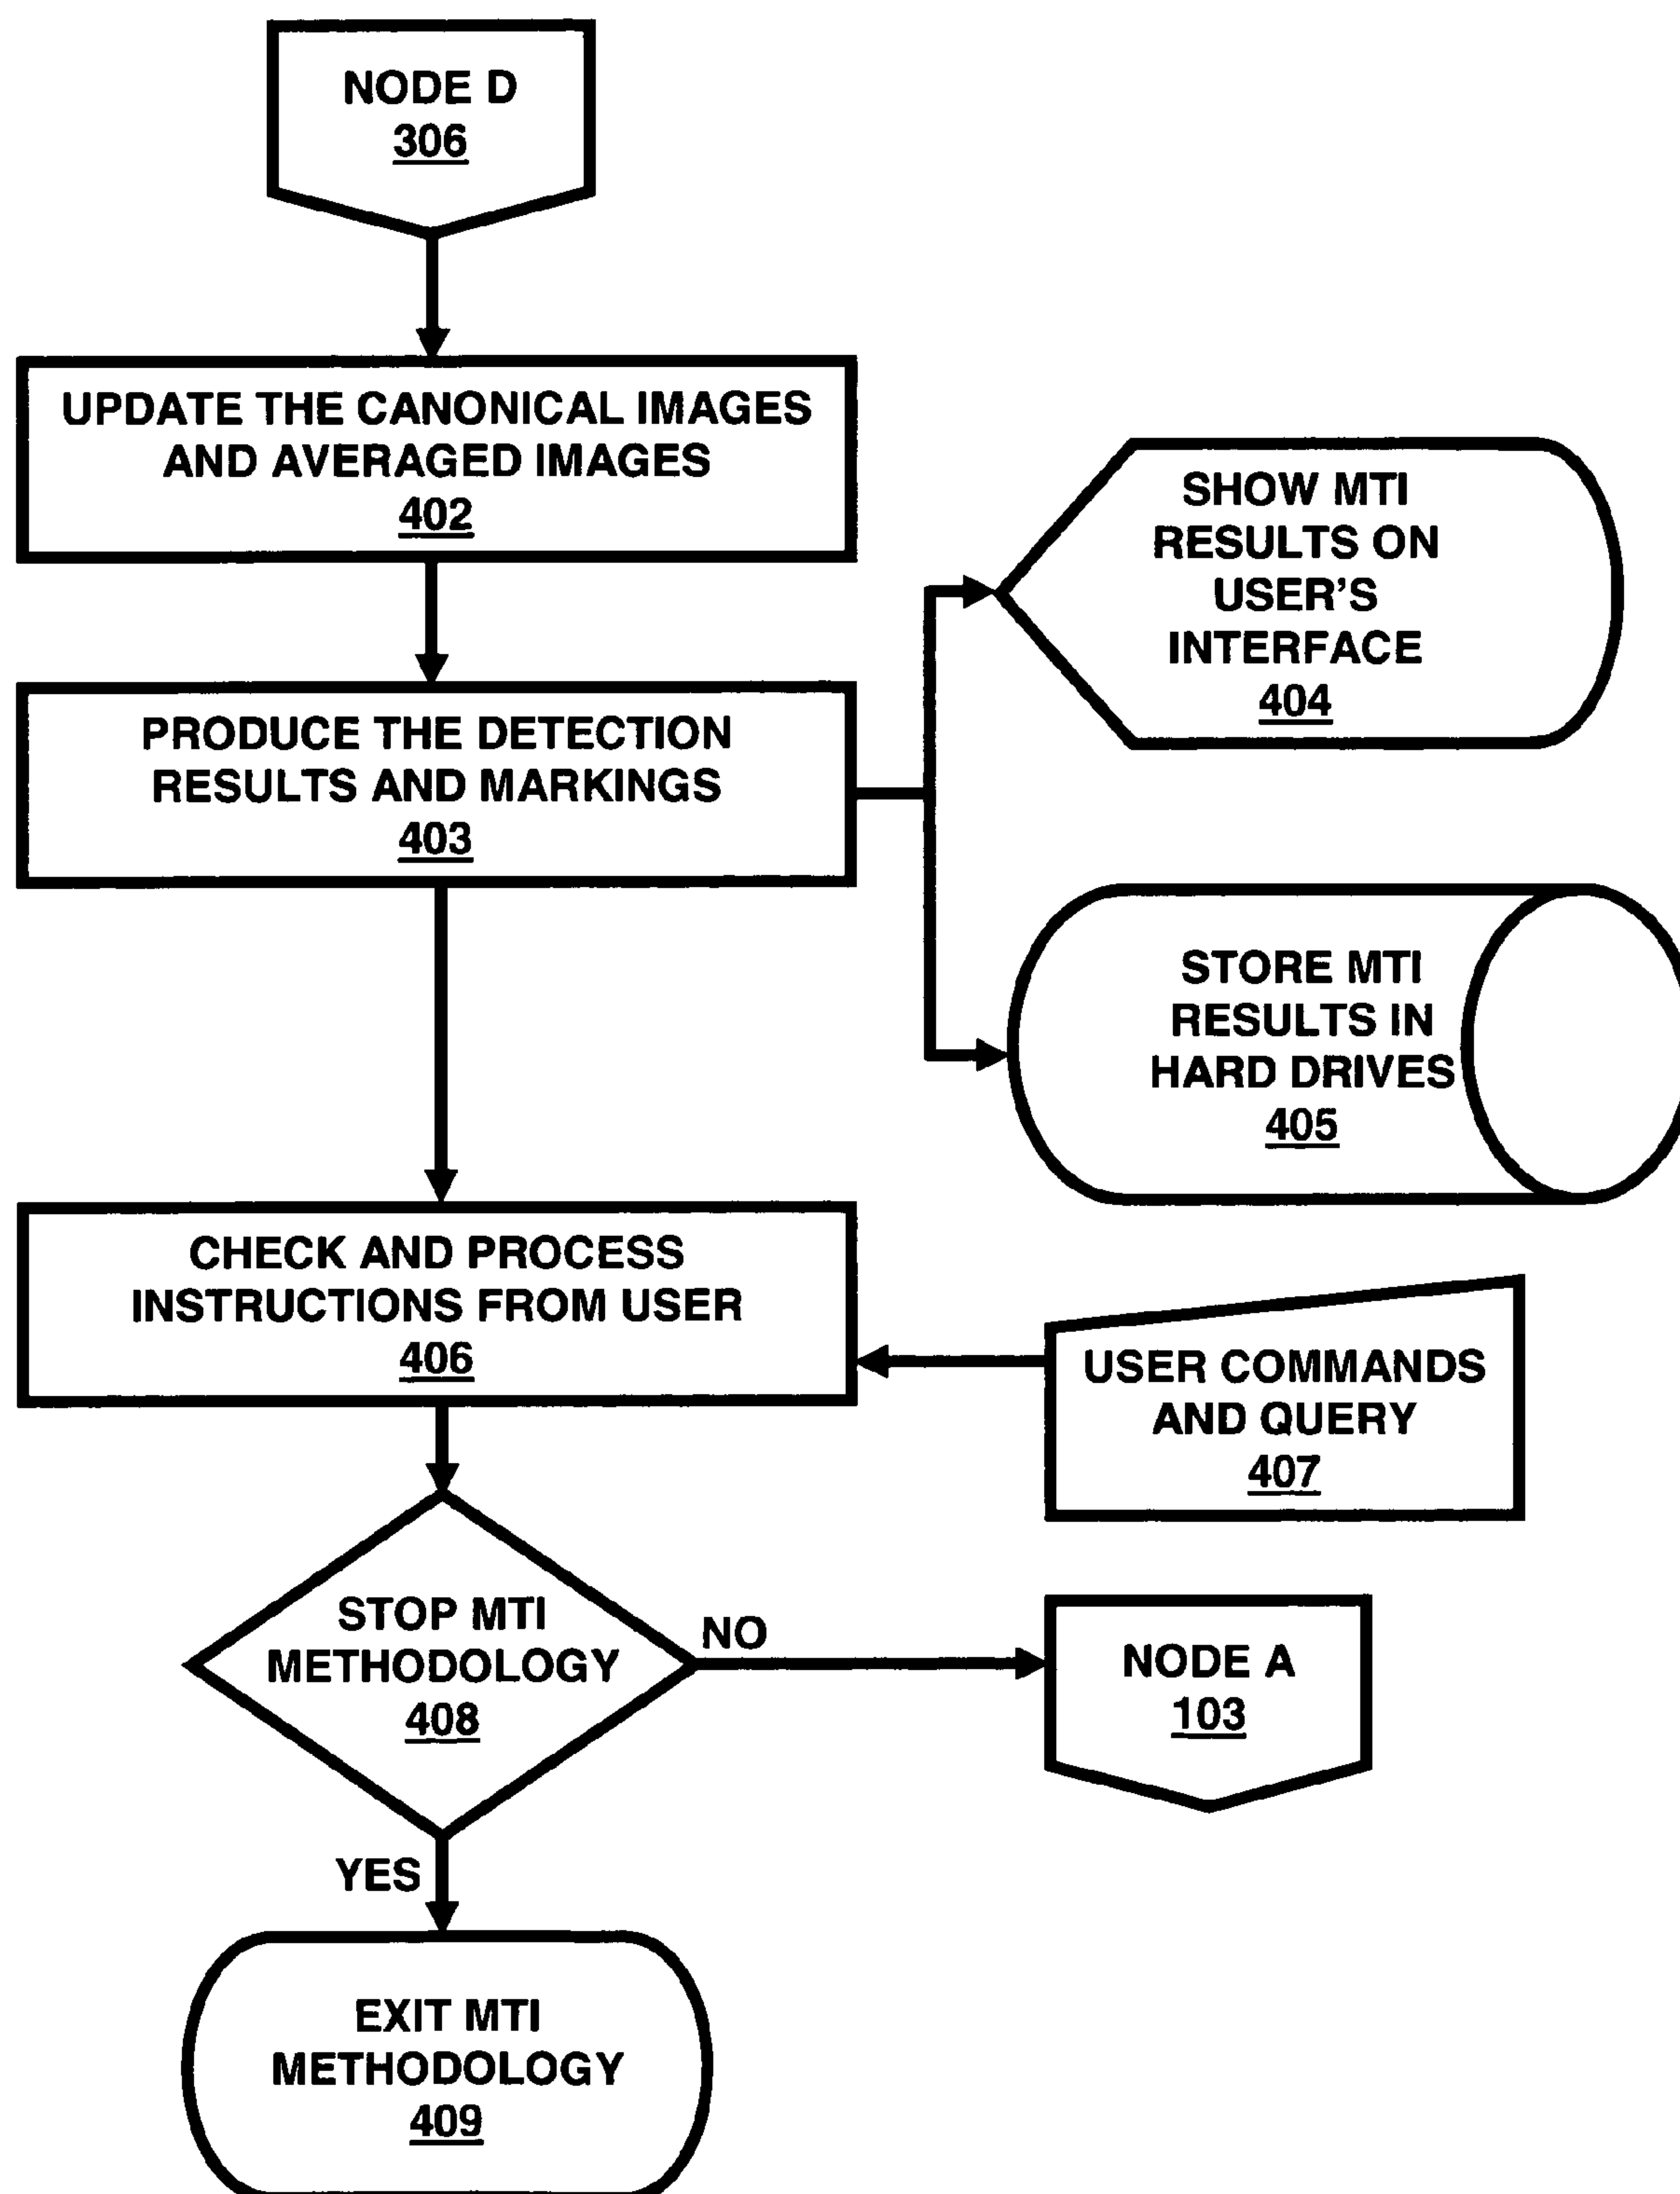 NODE D
306
UPDATE THE CANONICAL IMAGES
AND AVERAGED IMAGES
402
SHOW MTI
RESULTS ON
USER'S
INTERFACE
404
PRODUCE THE DETECTION
RESULTS AND MARKINGS
403
STORE MTI
RESULTS IN
HARD DRIVES
405
CHECK AND PROCESS
INSTRUCTIONS FROM USER
406
USER COMMANDS
AND QUERY
407
STOP MTI
METHODOLOGY
408
NO
NODE A
103
YES
EXIT MTI
METHODOLOGY
409